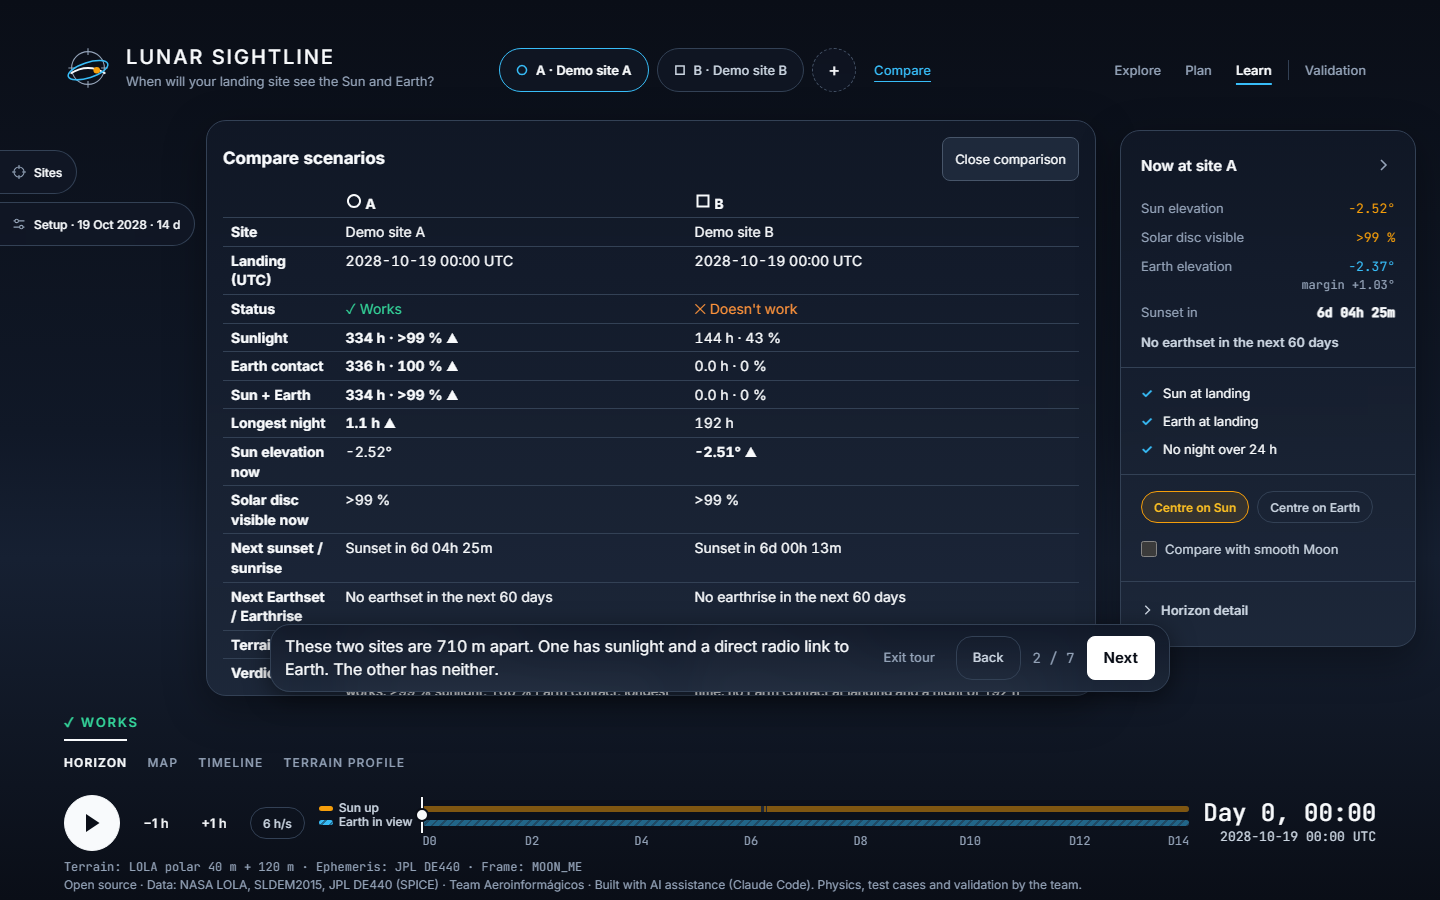 LUNAR SIGHTLINE
When will your landing site see the Sun and Earth?
A · Demo site A
B · Demo site B
+
Compare
Explore
Plan
Learn
Validation
Sites
Setup · 19 Oct 2028 · 14 d
Compare scenarios
Close comparison
A B
Site Demo site A Demo site B
Landing (UTC) 2028-10-19 00:00 UTC 2028-10-19 00:00 UTC
Status ✓ Works ✕ Doesn't work
Sunlight 334 h · >99 % ▲ 144 h · 43 %
Earth contact 336 h · 100 % ▲ 0.0 h · 0 %
Sun + Earth 334 h · >99 % ▲ 0.0 h · 0 %
Longest night 1.1 h ▲ 192 h
Sun elevation now -2.52° -2.51° ▲
Solar disc visible now >99 % >99 %
Next sunset / sunrise Sunset in 6d 04h 25m Sunset in 6d 00h 13m
Next Earthset / Earthrise No earthset in the next 60 days No earthrise in the next 60 days
These two sites are 710 m apart. One has sunlight and a direct radio link to
Earth. The other has neither.
Exit tour
Back
2 / 7
Next
Now at site A
Sun elevation -2.52°
Solar disc visible >99 %
Earth elevation -2.37°
margin +1.03°
Sunset in 6d 04h 25m
No earthset in the next 60 days
Sun at landing
Earth at landing
No night over 24 h
Centre on Sun
Centre on Earth
Compare with smooth Moon
Horizon detail
✓ WORKS
HORIZON MAP TIMELINE TERRAIN PROFILE
−1 h +1 h 6 h/s
Sun up
Earth in view
D0 D2 D4 D6 D8 D10 D12 D14
Day 0, 00:00
2028-10-19 00:00 UTC
Terrain: LOLA polar 40 m + 120 m · Ephemeris: JPL DE440 · Frame: MOON_ME
Open source · Data: NASA LOLA, SLDEM2015, JPL DE440 (SPICE) · Team Aeroinformágicos · Built with AI assistance (Claude Code). Physics, test cases and validation by the team.